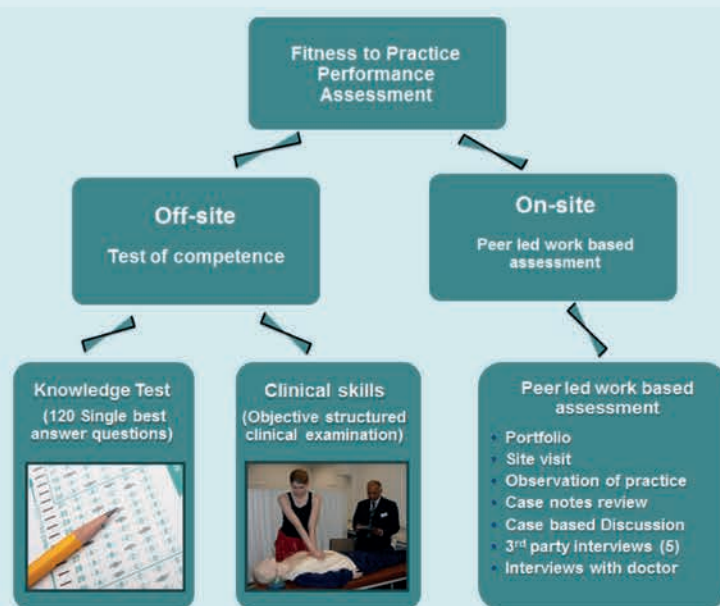 Fitness to Practice
Performance
Assessment
Off-site
Test of competence
On-site
Peer led work based
assessment
Knowledge Test
(120 Single best
answer questions)
Clinical skills
(Objective structured
clinical examination)
Peer led work based
assessment
• Portfolio
• Site visit
• Observation of practice
• Case notes review
• Case based Discussion
• 3rd party interviews (5)
• Interviews with doctor